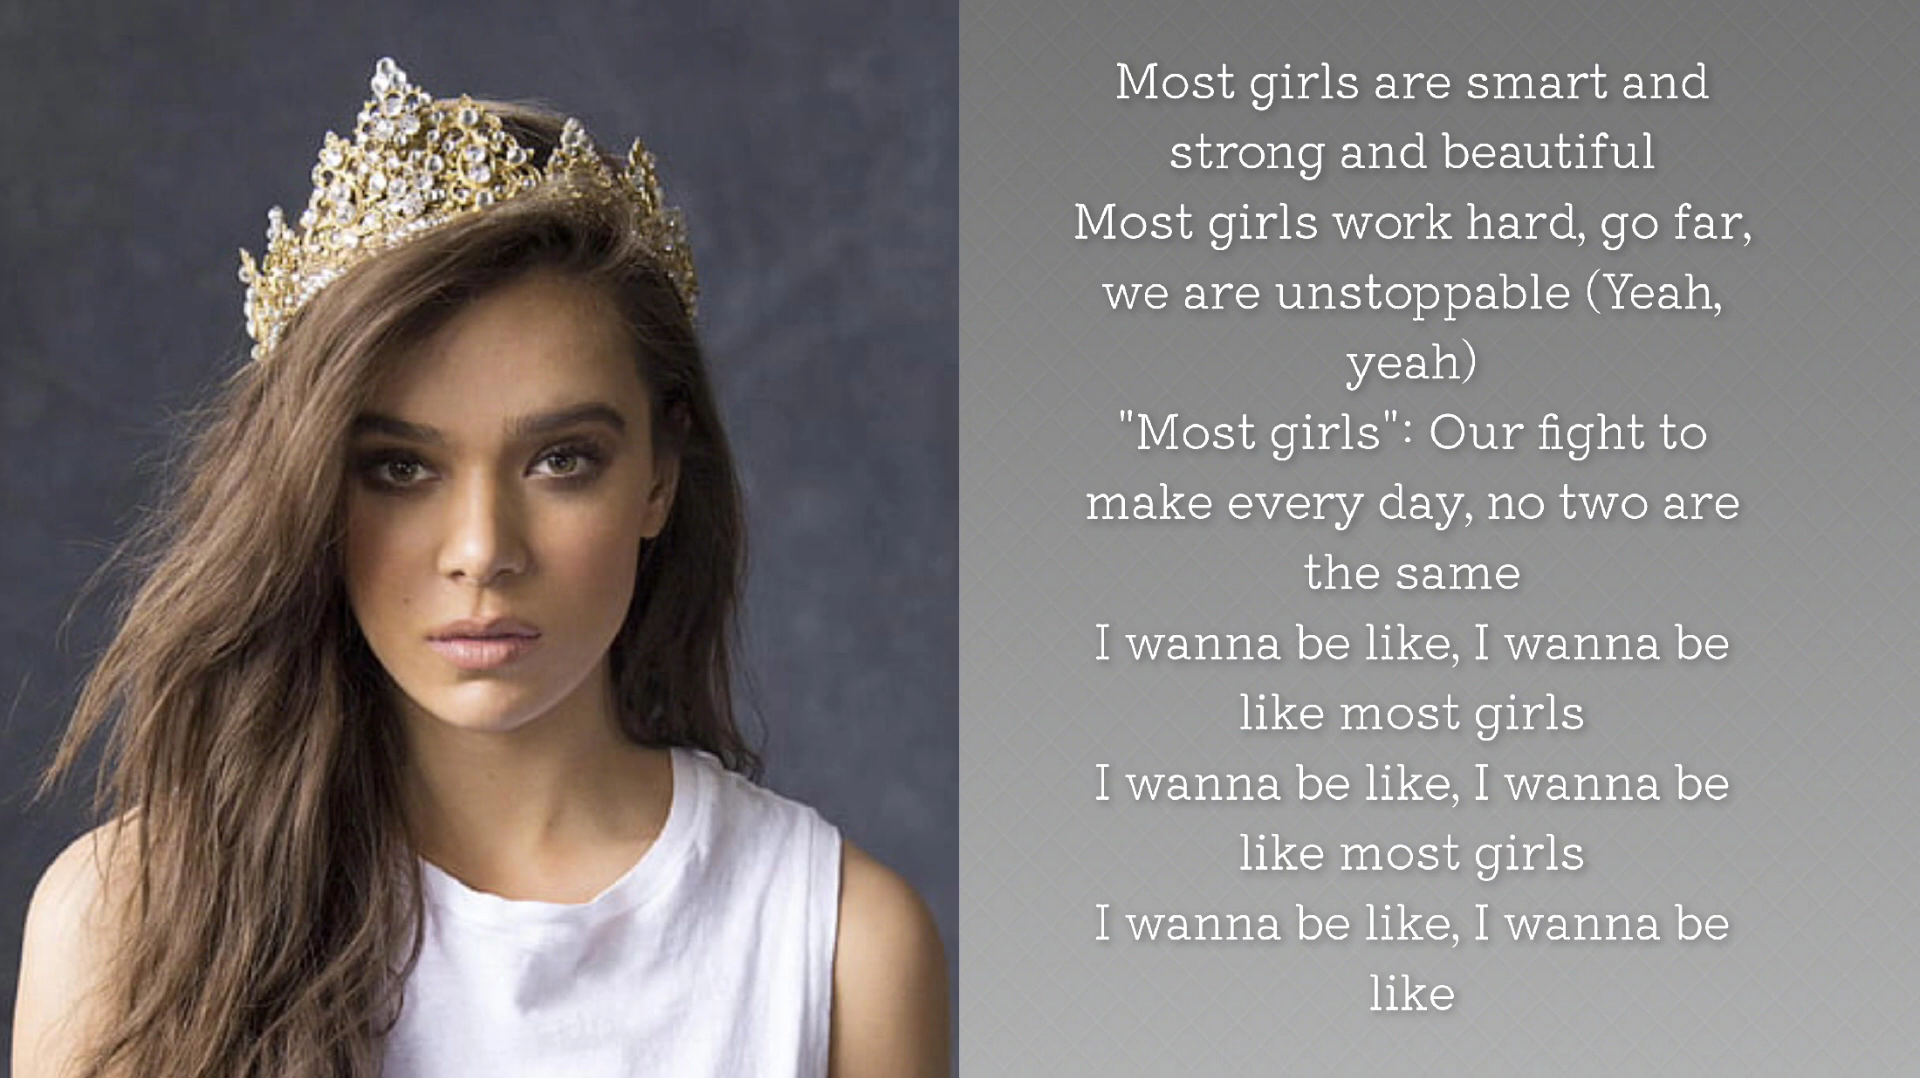 Most girls are smart and
strong and beautiful
Most girls work hard, go far,
we are unstoppable (Yeah,
yeah)
"Most girls": Our fight to
make every day, no two are
the same
I wanna be like, I wanna be
like most girls
I wanna be like, I wanna be
like most girls
I wanna be like, I wanna be
like